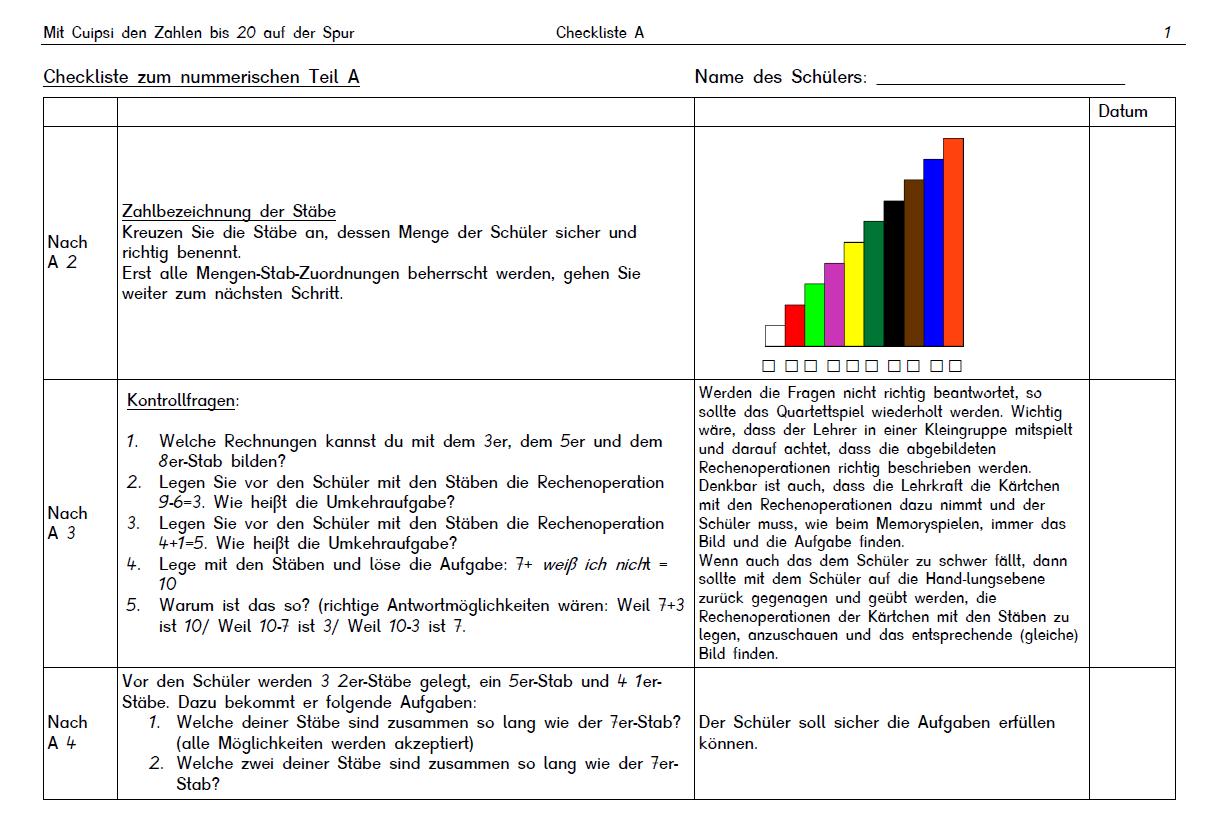 Mit Cuipsi den Zahlen bis 20 auf der Spur Checkliste A 1
Checkliste zum nummerischen Teil A Name des Schülers: ________________________
Datum
Nach
A 2
Zahlbezeichnung der Stäbe
Kreuzen Sie die Stäbe an, dessen Menge der Schüler sicher und
richtig benennt.
Erst alle Mengen-Stab-Zuordnungen beherrscht werden, gehen Sie
weiter zum nächsten Schritt.
□ □ □ □ □ □ □ □ □ □
Nach
A 3
Kontrollfragen:
1. Welche Rechnungen kannst du mit dem 3er, dem 5er und dem
8er-Stab bilden?
2. Legen Sie vor den Schüler mit den Stäben die Rechenoperation
9-6=3. Wie heißt die Umkehraufgabe?
3. Legen Sie vor den Schüler mit den Stäben die Rechenoperation
4+1=5. Wie heißt die Umkehraufgabe?
4. Lege mit den Stäben und löse die Aufgabe: 7+ weiß ich nicht =
10
5. Warum ist das so? (richtige Antwortmöglichkeiten wären: Weil 7+3
ist 10/ Weil 10-7 ist 3/ Weil 10-3 ist 7.
Werden die Fragen nicht richtig beantwortet, so
sollte das Quartettspiel wiederholt werden. Wichtig
wäre, dass der Lehrer in einer Kleingruppe mitspielt
und darauf achtet, dass die abgebildeten
Rechenoperationen richtig beschrieben werden.
Denkbar ist auch, dass die Lehrkraft die Kärtchen
mit den Rechenoperationen dazu nimmt und der
Schüler muss, wie beim Memoryspielen, immer das
Bild und die Aufgabe finden.
Wenn auch das dem Schüler zu schwer fällt, dann
sollte mit dem Schüler auf die Hand-lungsebene
zurück gegenagen und geübt werden, die
Rechenoperationen der Kärtchen mit den Stäben zu
legen, anzuschauen und das entsprechende (gleiche)
Bild finden.
Nach
A 4
Vor den Schüler werden 3 2er-Stäbe gelegt, ein 5er-Stab und 4 1er-
Stäbe. Dazu bekommt er folgende Aufgaben:
1. Welche deiner Stäbe sind zusammen so lang wie der 7er-Stab?
(alle Möglichkeiten werden akzeptiert)
2. Welche zwei deiner Stäbe sind zusammen so lang wie der 7er-
Stab?
Der Schüler soll sicher die Aufgaben erfüllen
können.